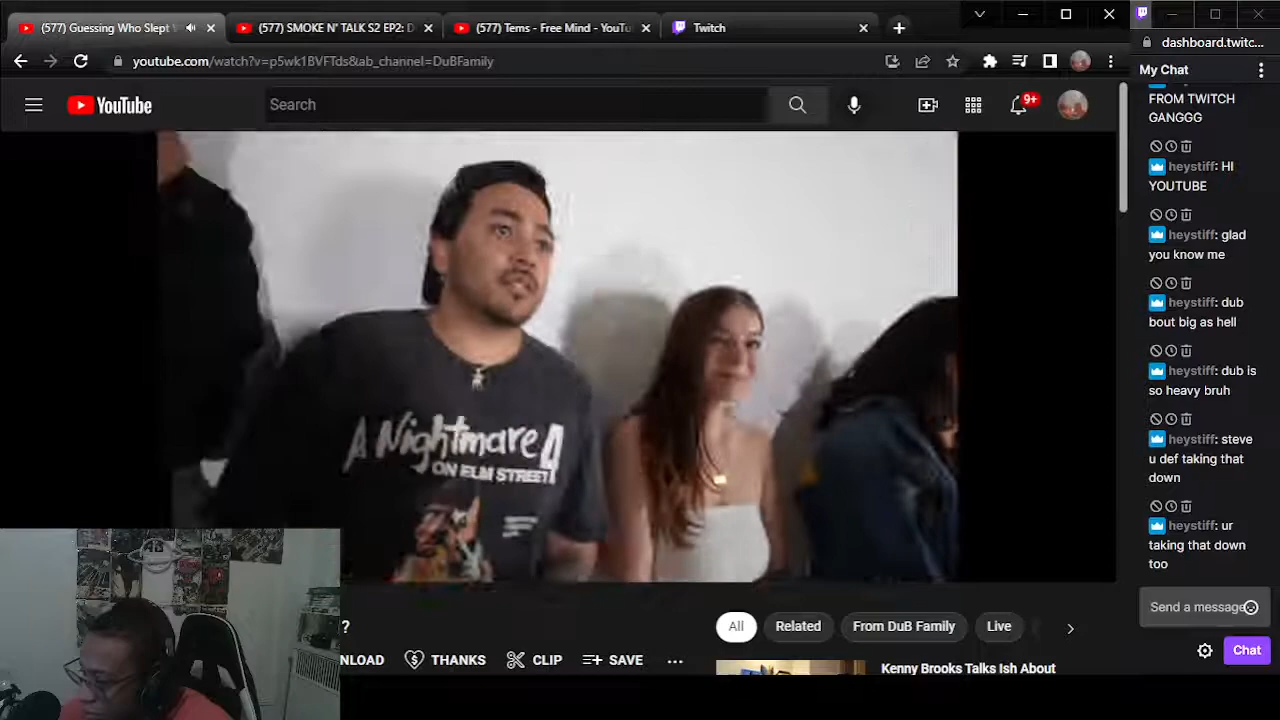 (577) Guessing Who Slept W
(577) SMOKE N' TALK S2 EP2: D
(577) Tems - Free Mind - YouTu
Twitch
youtube.com/watch?v=p5wk1BVFTds&ab_channel=DuBFamily
dashboard.twitc...
YouTube
Search
9+
My Chat
FROM TWITCH
GANGGG
heystiff: HI
YOUTUBE
heystiff: glad
you know me
heystiff: dub
bout big as hell
heystiff: dub is
so heavy bruh
heystiff: steve
u def taking that
down
heystiff: ur
taking that down
too
Send a message
Chat
A Nightmare
ON ELM STREET
?
NLOAD
THANKS
CLIP
SAVE
...
All
Related
From DuB Family
Live
Kenny Brooks Talks Ish About